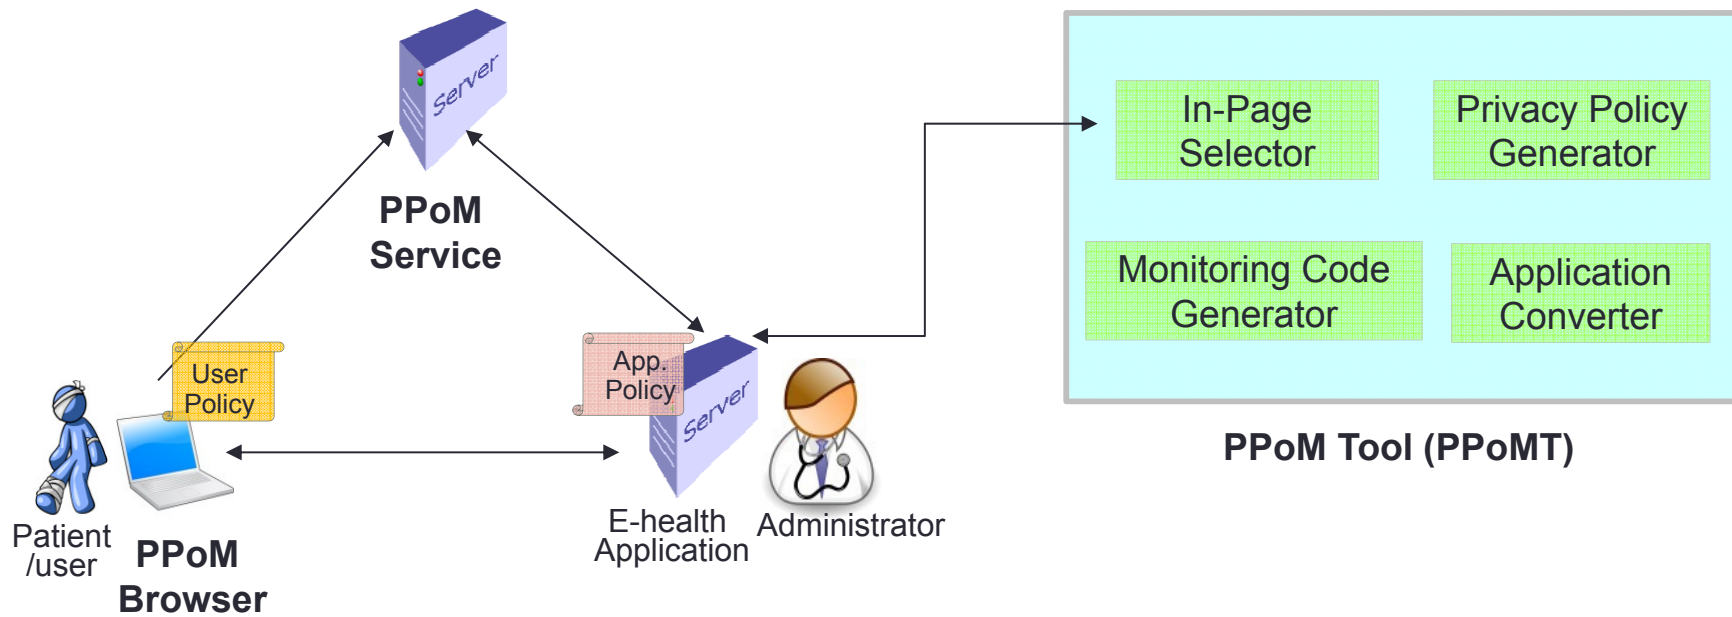 Server
PPoM
Service
In-Page
Selector
Privacy Policy
Generator
Monitoring Code
Generator
Application
Converter
PPoM Tool (PPoMT)
User
Policy
App.
Policy
Server
Patient
/user
PPoM
Browser
E-health
Application
Administrator